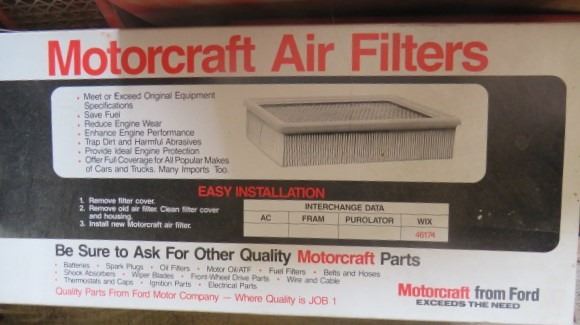 Motorcraft Air Filters
• Meet or Exceed Original Equipment
Specifications
• Save Fuel
• Reduce Engine Wear
• Enhance Engine Performance
• Trap Dirt and Harmful Abrasives
• Provide Ideal Engine Protection
• Offer Full Coverage for All Popular Makes
of Cars and Trucks. Many Imports Too.
EASY INSTALLATION
1. Remove filter cover.
2. Remove old air filter. Clean filter cover
and housing.
3. Install new Motorcraft air filter.
INTERCHANGE DATA
AC FRAM PUROLATOR WIX
46174
Be Sure to Ask For Other Quality Motorcraft Parts
• Batteries • Spark Plugs • Oil Filters • Motor Oil/ATF • Fuel Filters • Belts and Hoses
• Shock Absorbers • Wiper Blades • Front-Wheel Drive Parts • Wire and Cable
• Thermostats and Caps • Ignition Parts • Electrical Parts
Quality Parts From Ford Motor Company — Where Quality is JOB 1
Motorcraft from Ford
EXCEEDS THE NEED